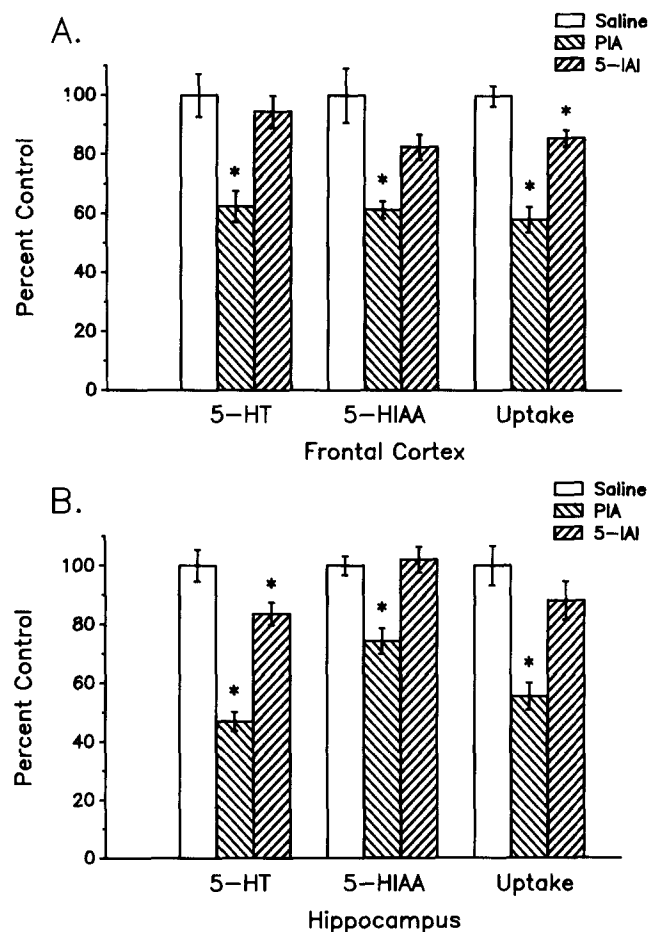 A.
Saline
PIA
5-IAI
Percent Control
100
80
60
40
20
0
*
*
*
*
5-HT
5-HIAA
Uptake
Frontal Cortex
B.
Saline
PIA
5-IAI
Percent Control
100
80
60
40
20
0
*
*
*
*
5-HT
5-HIAA
Uptake
Hippocampus